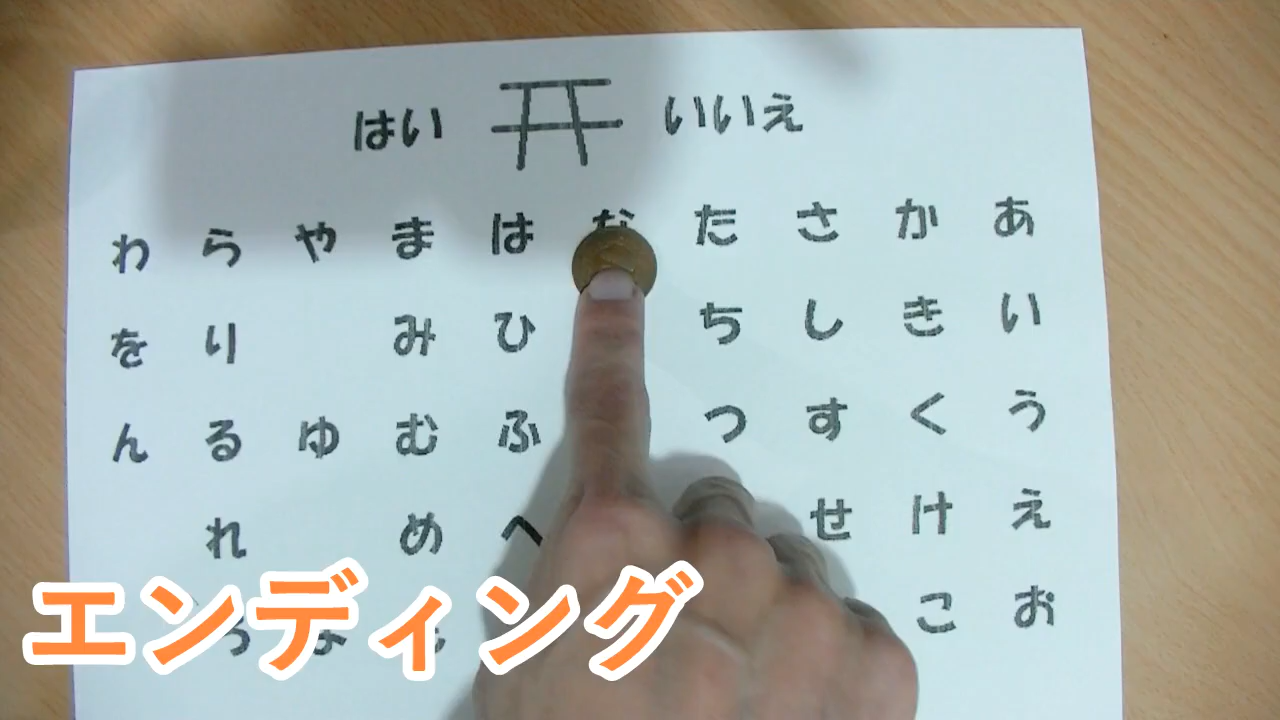 はい いいえ
わ ら や ま は な た さ か あ
を り み ひ ち し き い
ん る ゆ む ふ つ す く う
れ め へ せ け え
こ お
エンディング